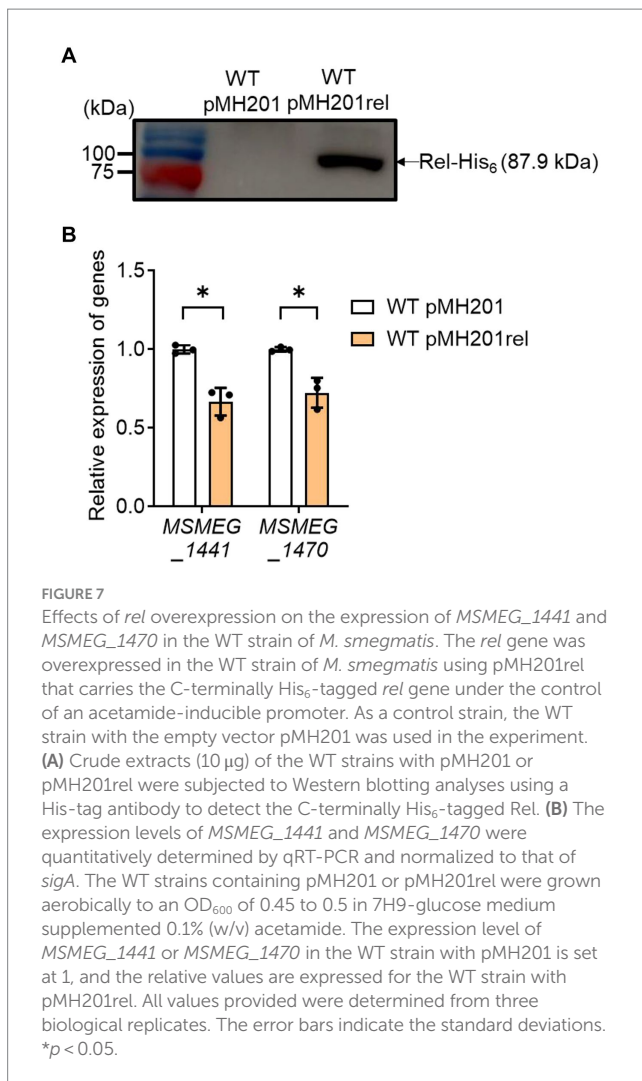 A
WT WT
pMH201 pMH201rel
(kDa)
100
75
Rel-His₆ (87.9 kDa)
B
Relative expression of genes
1.5
1.0
0.5
0.0
* *
WT pMH201
WT pMH201rel
MSMEG MSMEG
_1441 _1470
FIGURE 7
Effects of rel overexpression on the expression of MSMEG_1441 and
MSMEG_1470 in the WT strain of M. smegmatis. The rel gene was
overexpressed in the WT strain of M. smegmatis using pMH201rel
that carries the C-terminally His₆-tagged rel gene under the control
of an acetamide-inducible promoter. As a control strain, the WT
strain with the empty vector pMH201 was used in the experiment.
(A) Crude extracts (10 μg) of the WT strains with pMH201 or
pMH201rel were subjected to Western blotting analyses using a
His-tag antibody to detect the C-terminally His₆-tagged Rel. (B) The
expression levels of MSMEG_1441 and MSMEG_1470 were
quantitatively determined by qRT-PCR and normalized to that of
sigA. The WT strains containing pMH201 or pMH201rel were grown
aerobically to an OD₆₀₀ of 0.45 to 0.5 in 7H9-glucose medium
supplemented 0.1% (w/v) acetamide. The expression level of
MSMEG_1441 or MSMEG_1470 in the WT strain with pMH201 is set
at 1, and the relative values are expressed for the WT strain with
pMH201rel. All values provided were determined from three
biological replicates. The error bars indicate the standard deviations.
*p < 0.05.